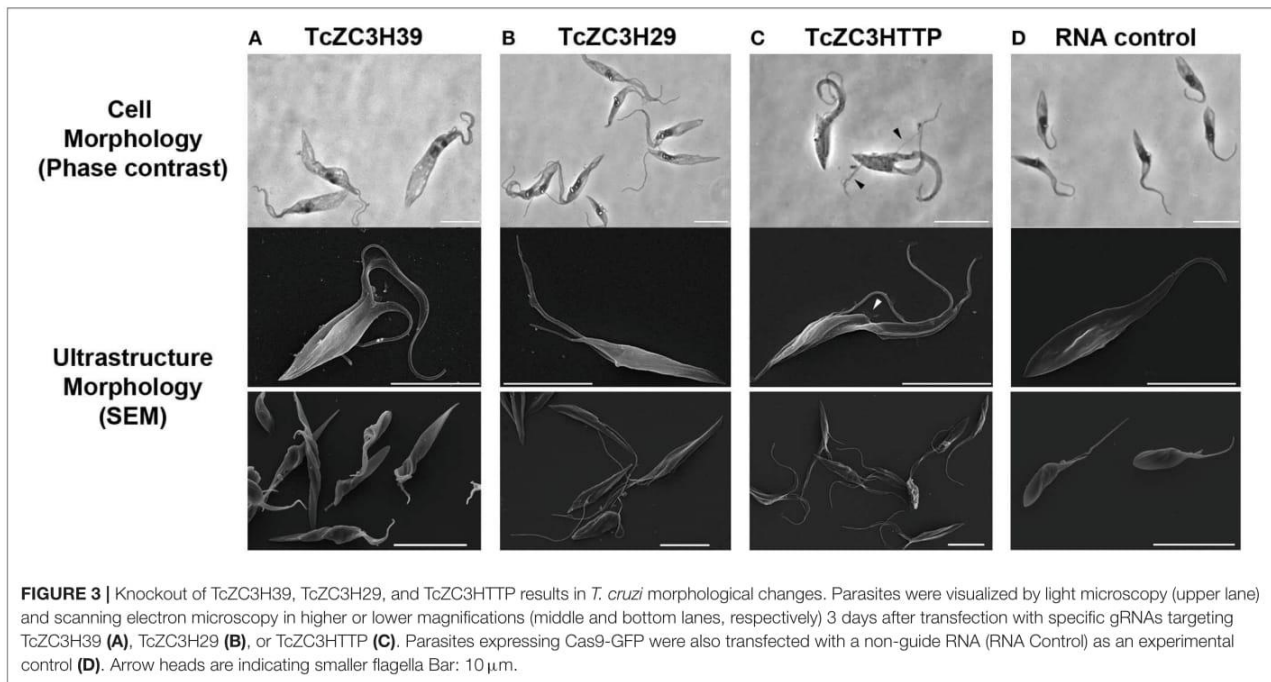 A TcZC3H39 B TcZC3H29 C TcZC3HTTP D RNA control
Cell
Morphology
(Phase contrast)
Ultrastructure
Morphology
(SEM)
FIGURE 3 | Knockout of TcZC3H39, TcZC3H29, and TcZC3HTTP results in T. cruzi morphological changes. Parasites were visualized by light microscopy (upper lane)
and scanning electron microscopy in higher or lower magnifications (middle and bottom lanes, respectively) 3 days after transfection with specific gRNAs targeting
TcZC3H39 (A), TcZC3H29 (B), or TcZC3HTTP (C). Parasites expressing Cas9-GFP were also transfected with a non-guide RNA (RNA Control) as an experimental
control (D). Arrow heads are indicating smaller flagella Bar: 10 μm.